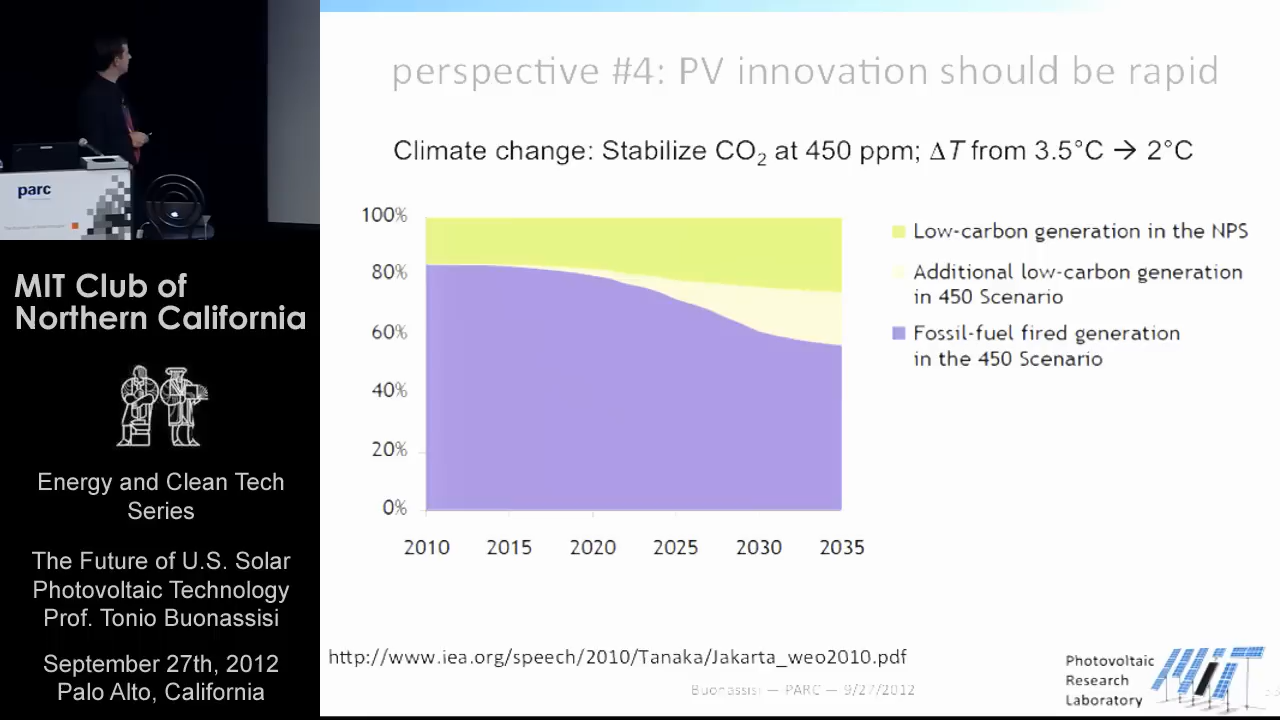 perspective #4: PV innovation should be rapid
Climate change: Stabilize CO₂ at 450 ppm; ΔT from 3.5°C → 2°C
100%
80%
60%
40%
20%
0%
2010 2015 2020 2025 2030 2035
Low-carbon generation in the NPS
Additional low-carbon generation
in 450 Scenario
Fossil-fuel fired generation
in the 450 Scenario
http://www.iea.org/speech/2010/Tanaka/Jakarta_weo2010.pdf
Buonassisi — PARC — 9/27/2012
Photovoltaic
Research
Laboratory
parc
MIT Club of
Northern California
Energy and Clean Tech
Series
The Future of U.S. Solar
Photovoltaic Technology
Prof. Tonio Buonassisi
September 27th, 2012
Palo Alto, California